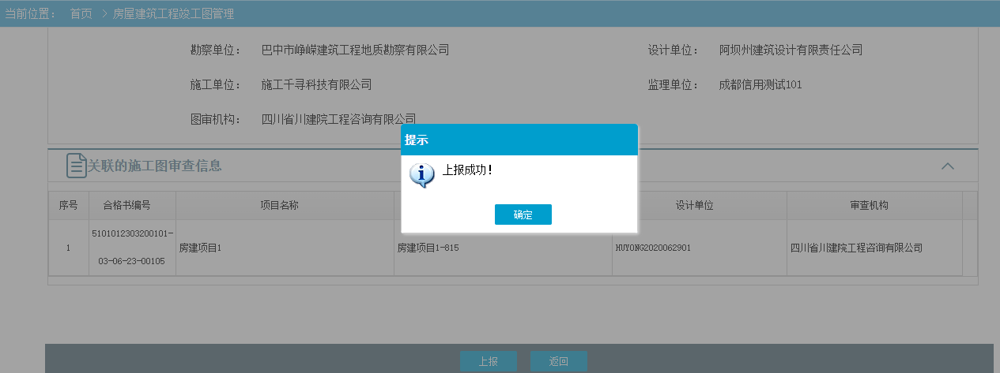 当前位置： 首页 > 房屋建筑工程竣工图管理
勘察单位： 巴中市峥嵘建筑工程地质勘察有限公司 设计单位： 阿坝州建筑设计有限责任公司
施工单位： 施工千寻科技有限公司 监理单位： 成都信用测试101
图审机构： 四川省川建院工程咨询有限公司
提示
上报成功!
确定
关联的施工图审查信息
序号 合格书编号 项目名称 设计单位 审查机构
1 5101012303200101-03-06-23-00105 房建项目1 房建项目1-815 HUYONG2020062901 四川省川建院工程咨询有限公司
上报 返回